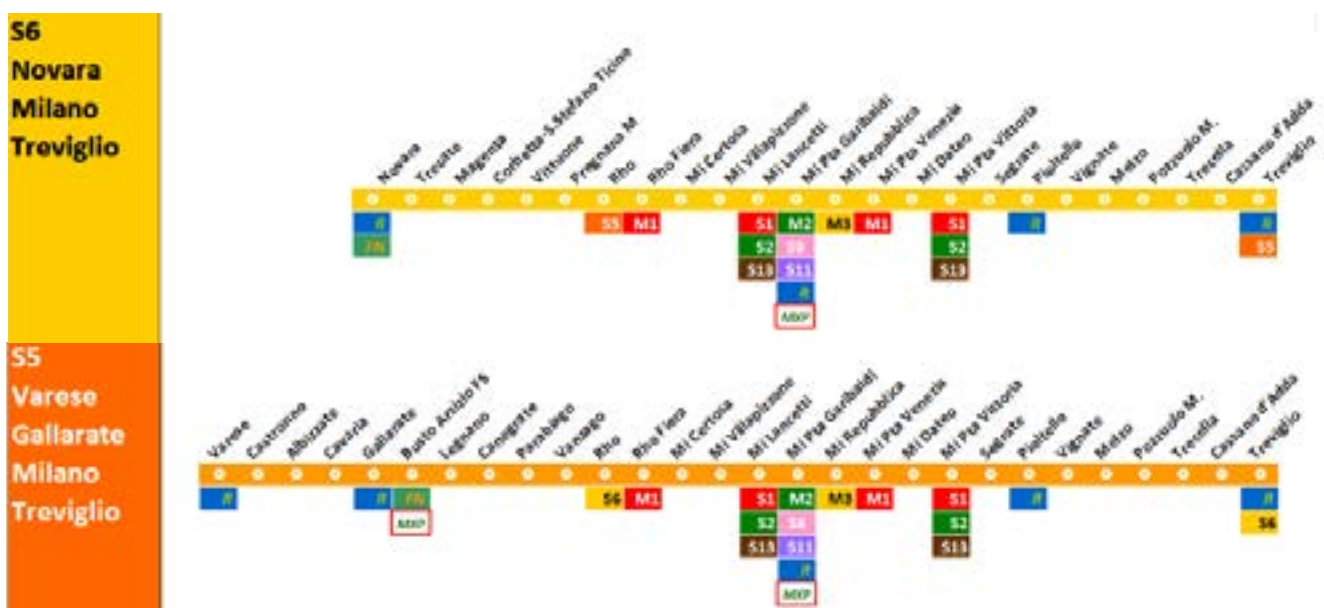 S6
Novara
Milano
Treviglio
Novara
Trecate
Magenta
Corbetta-S.Stefano Ticino
Vittuone
Pregnana M
Rho
Rho Fiera
Mi Certosa
Mi Villapizzone
Mi Lancetti
Mi Pta Garibaldi
Mi Repubblica
Mi Pta Venezia
Mi Dateo
Mi Pta Vittoria
Segrate
Pioltello
Vignate
Melzo
Pozzuolo M.
Trecella
Cassano d'Adda
Treviglio
R S5 M1 S1 M2 M3 M1 S1 R R
FN S2 S9 S2 S5
S13 S11 S13
R
MXP
S5
Varese
Gallarate
Milano
Treviglio
Varese
Castronno
Albizzate
Cavaria
Gallarate
Busto Arsizio FS
Legnano
Canegrate
Parabiago
Vanzago
Rho
Rho Fiera
Mi Certosa
Mi Villapizzone
Mi Lancetti
Mi Pta Garibaldi
Mi Repubblica
Mi Pta Venezia
Mi Dateo
Mi Pta Vittoria
Segrate
Pioltello
Vignate
Melzo
Pozzuolo M.
Trecella
Cassano d'Adda
Treviglio
R R FN S6 M1 S1 M2 M3 M1 S1 R R
MXP S2 S2 S6
S13 S11 S13
R
MXP